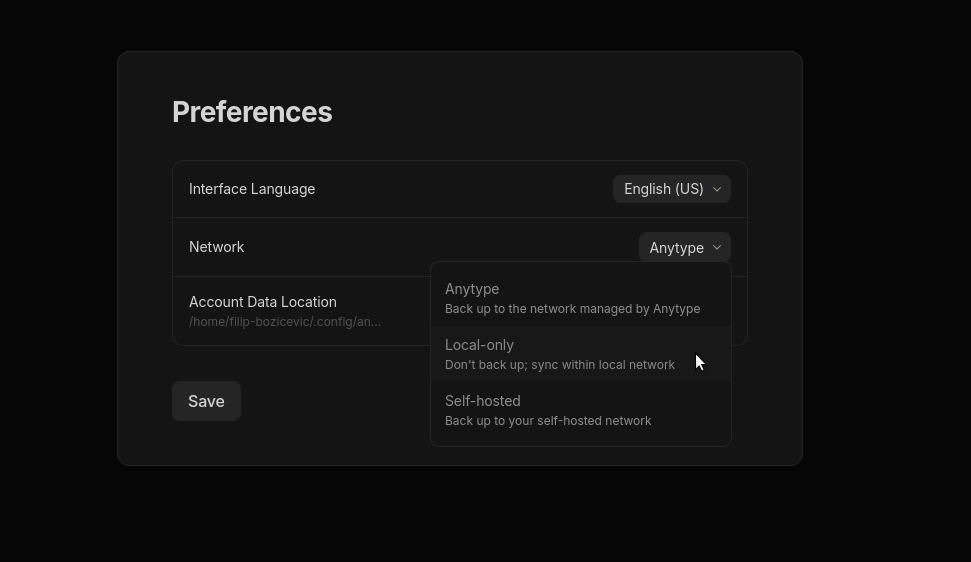 Preferences
Interface Language
English (US)
Network
Anytype
Account Data Location
/home/filip-bozicevic/.config/an...
Anytype
Back up to the network managed by Anytype
Local-only
Don't back up; sync within local network
Self-hosted
Back up to your self-hosted network
Save